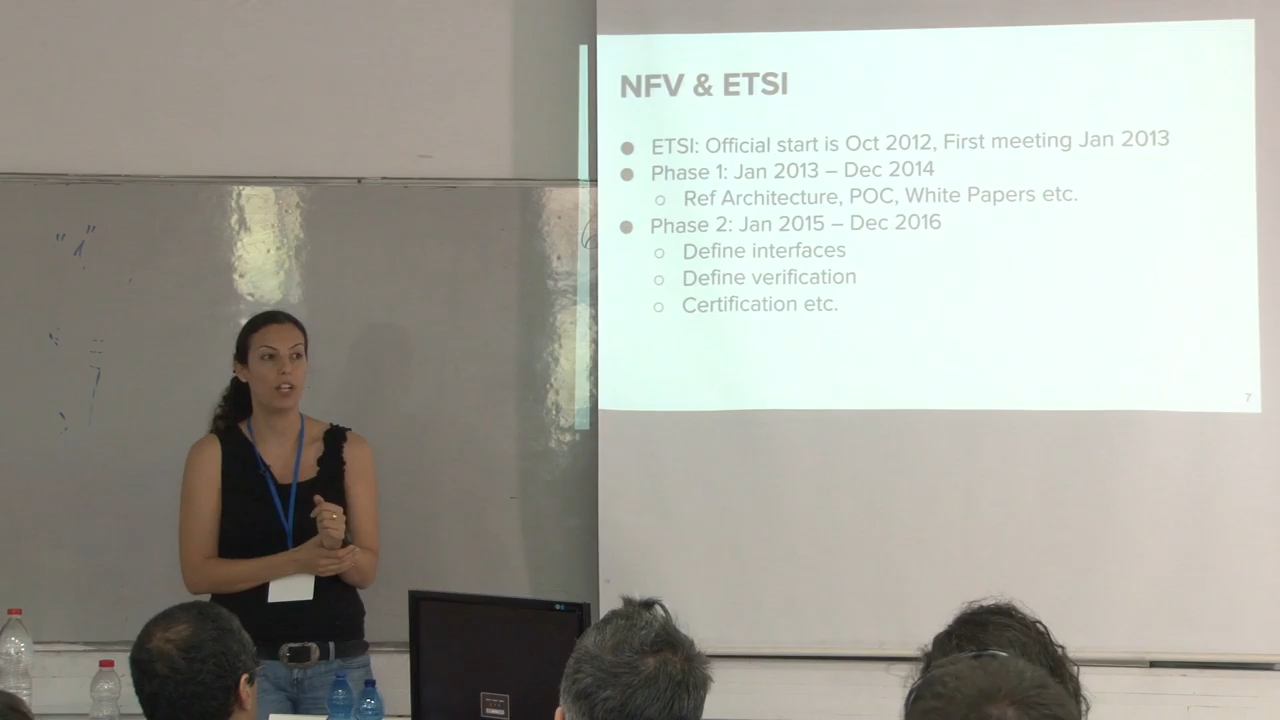 NFV & ETSI
● ETSI: Official start is Oct 2012, First meeting Jan 2013
● Phase 1: Jan 2013 – Dec 2014
○ Ref Architecture, POC, White Papers etc.
● Phase 2: Jan 2015 – Dec 2016
○ Define interfaces
○ Define verification
○ Certification etc.
7